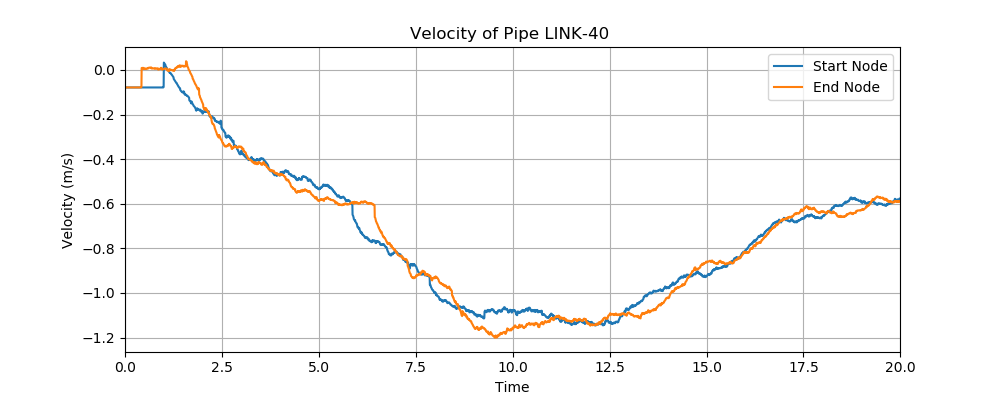 Velocity of Pipe LINK-40
Start Node
End Node
Velocity (m/s)
0.0
−0.2
−0.4
−0.6
−0.8
−1.0
−1.2
0.0 2.5 5.0 7.5 10.0 12.5 15.0 17.5 20.0
Time